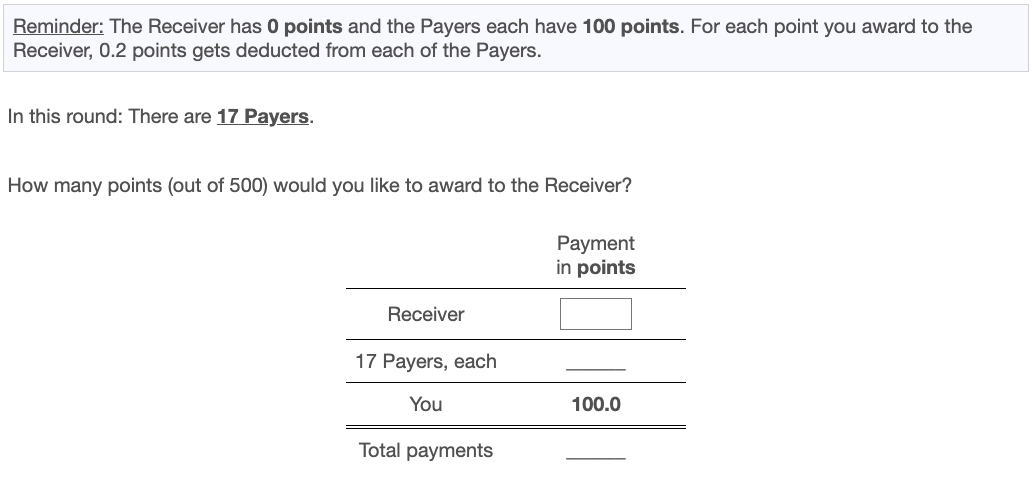 Reminder: The Receiver has 0 points and the Payers each have 100 points. For each point you award to the
Receiver, 0.2 points gets deducted from each of the Payers.
In this round: There are 17 Payers.
How many points (out of 500) would you like to award to the Receiver?
Payment
in points
Receiver
17 Payers, each
You 100.0
Total payments